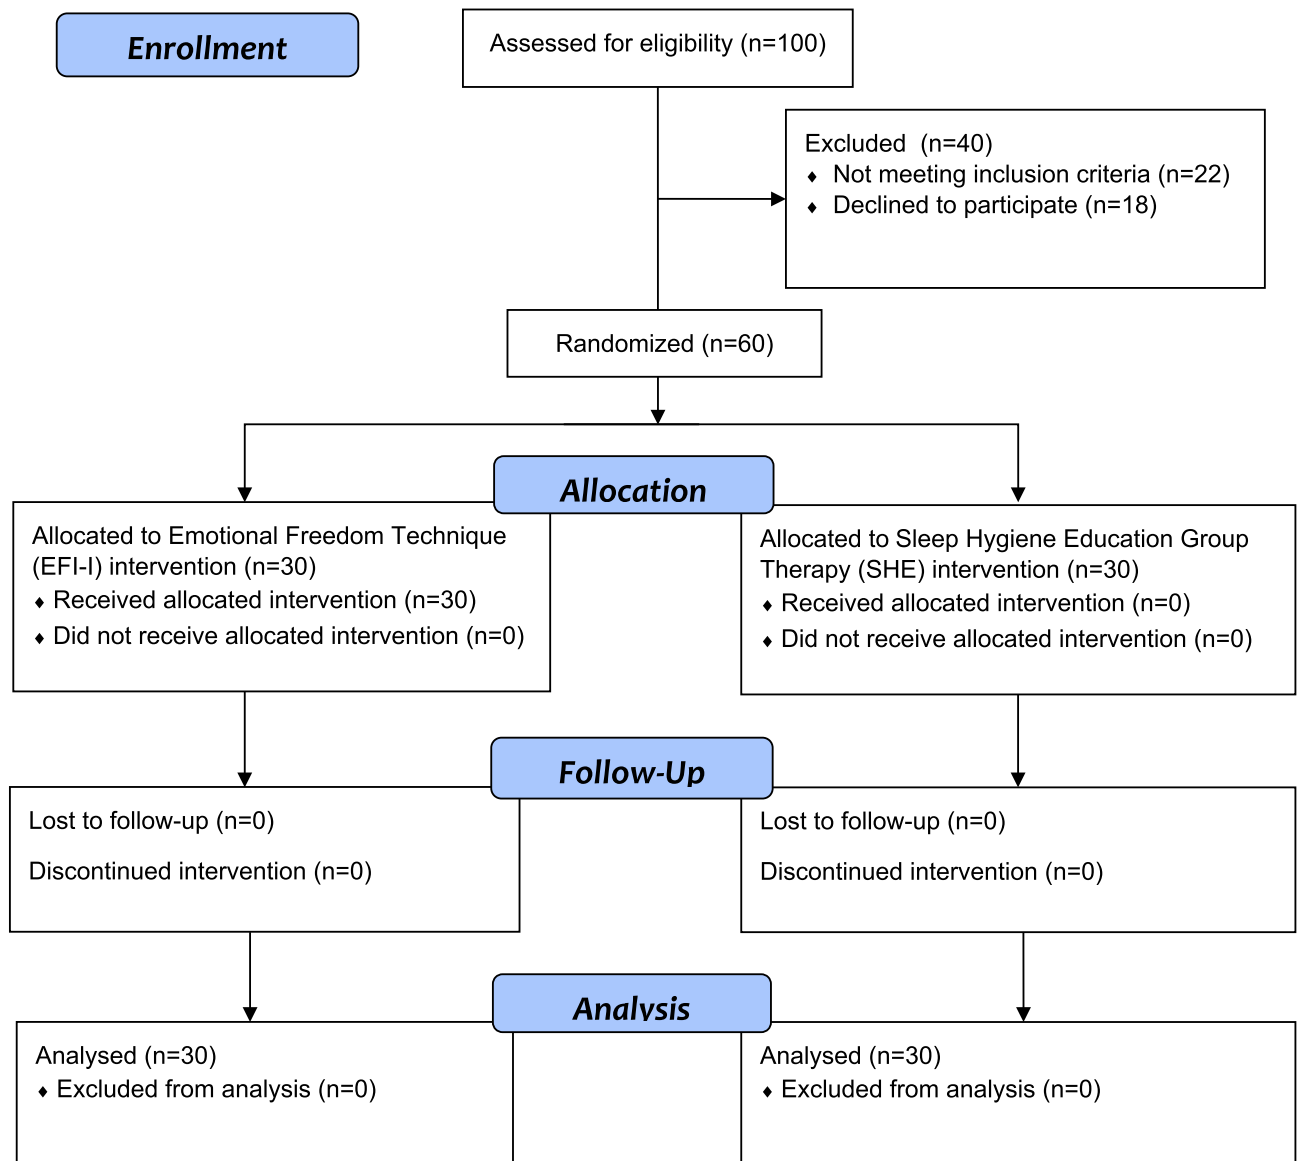 Enrollment
Assessed for eligibility (n=100)
Excluded (n=40)
⬧ Not meeting inclusion criteria (n=22)
⬧ Declined to participate (n=18)
Randomized (n=60)
Allocation
Allocated to Emotional Freedom Technique
(EFI-I) intervention (n=30)
⬧ Received allocated intervention (n=30)
⬧ Did not receive allocated intervention (n=0)
Allocated to Sleep Hygiene Education Group
Therapy (SHE) intervention (n=30)
⬧ Received allocated intervention (n=0)
⬧ Did not receive allocated intervention (n=0)
Follow-Up
Lost to follow-up (n=0)
Discontinued intervention (n=0)
Lost to follow-up (n=0)
Discontinued intervention (n=0)
Analysis
Analysed (n=30)
⬧ Excluded from analysis (n=0)
Analysed (n=30)
⬧ Excluded from analysis (n=0)